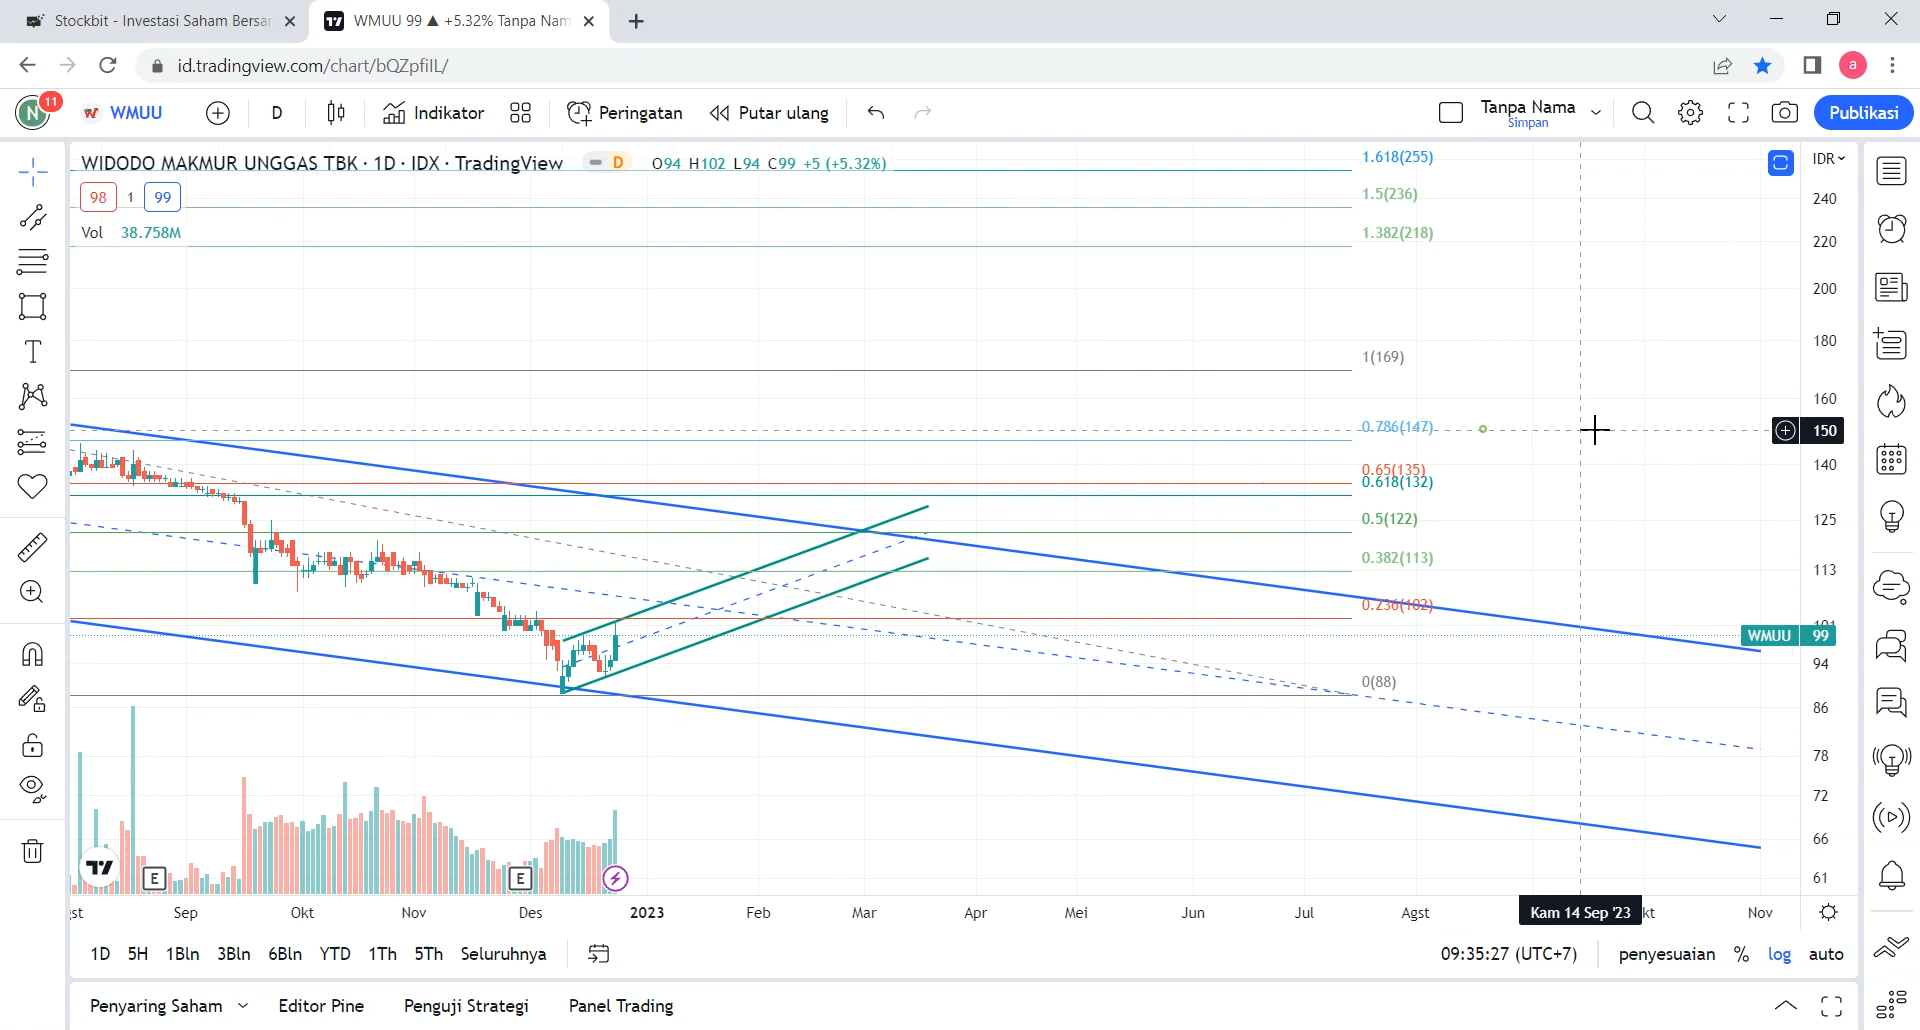 Stockbit - Investasi Saham Bersar
WMUU 99 ▲ +5.32% Tanpa Nam
id.tradingview.com/chart/bQZpfiIL/
a
N 11
WMUU
D
Indikator
Peringatan
Putar ulang
Tanpa Nama
Simpan
Publikasi
WIDODO MAKMUR UNGGAS TBK · 1D · IDX · TradingView
D
O94 H102 L94 C99 +5 (+5.32%)
98 1 99
Vol 38.758M
1.618(255)
1.5(236)
1.382(218)
1(169)
0.786(147)
0.65(135)
0.618(132)
0.5(122)
0.382(113)
0.236(102)
0(88)
IDR
240
220
200
180
160
150
140
125
113
101
WMUU 99
94
86
78
72
66
61
E
E
gst
Sep
Okt
Nov
Des
2023
Feb
Mar
Apr
Mei
Jun
Jul
Agst
Kam 14 Sep '23
kt
Nov
1D 5H 1Bln 3Bln 6Bln YTD 1Th 5Th Seluruhnya
09:35:27 (UTC+7)
penyesuaian % log auto
Penyaring Saham
Editor Pine
Penguji Strategi
Panel Trading